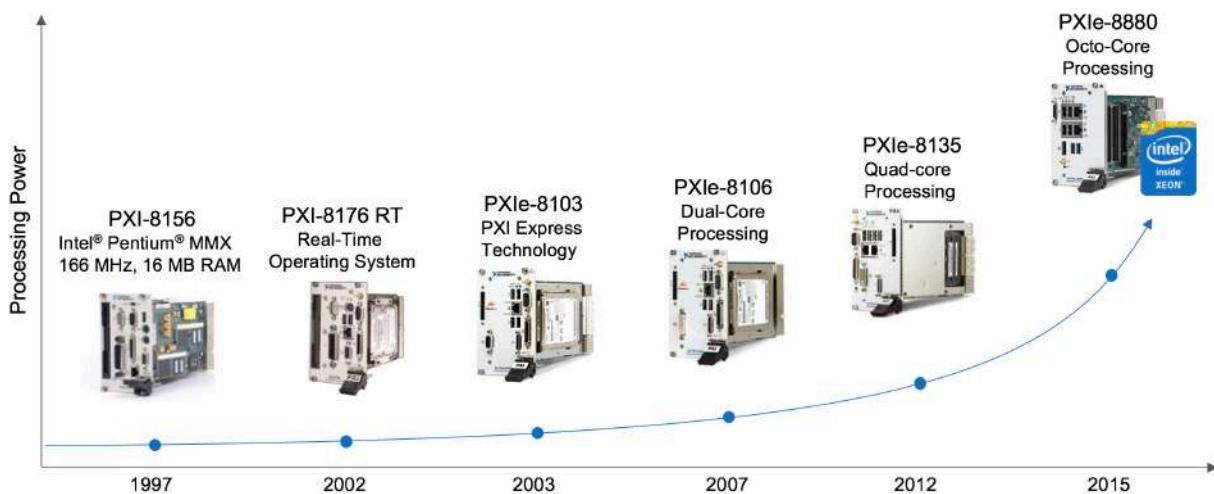 PXIe-8880
Octo-Core
Processing
intel
inside
XEON®
PXIe-8135
Quad-core
Processing
PXIe-8106
Dual-Core
Processing
PXIe-8103
PXI Express
Technology
PXI-8176 RT
Real-Time
Operating System
PXI-8156
Intel® Pentium® MMX
166 MHz, 16 MB RAM
Processing Power
1997
2002
2003
2007
2012
2015